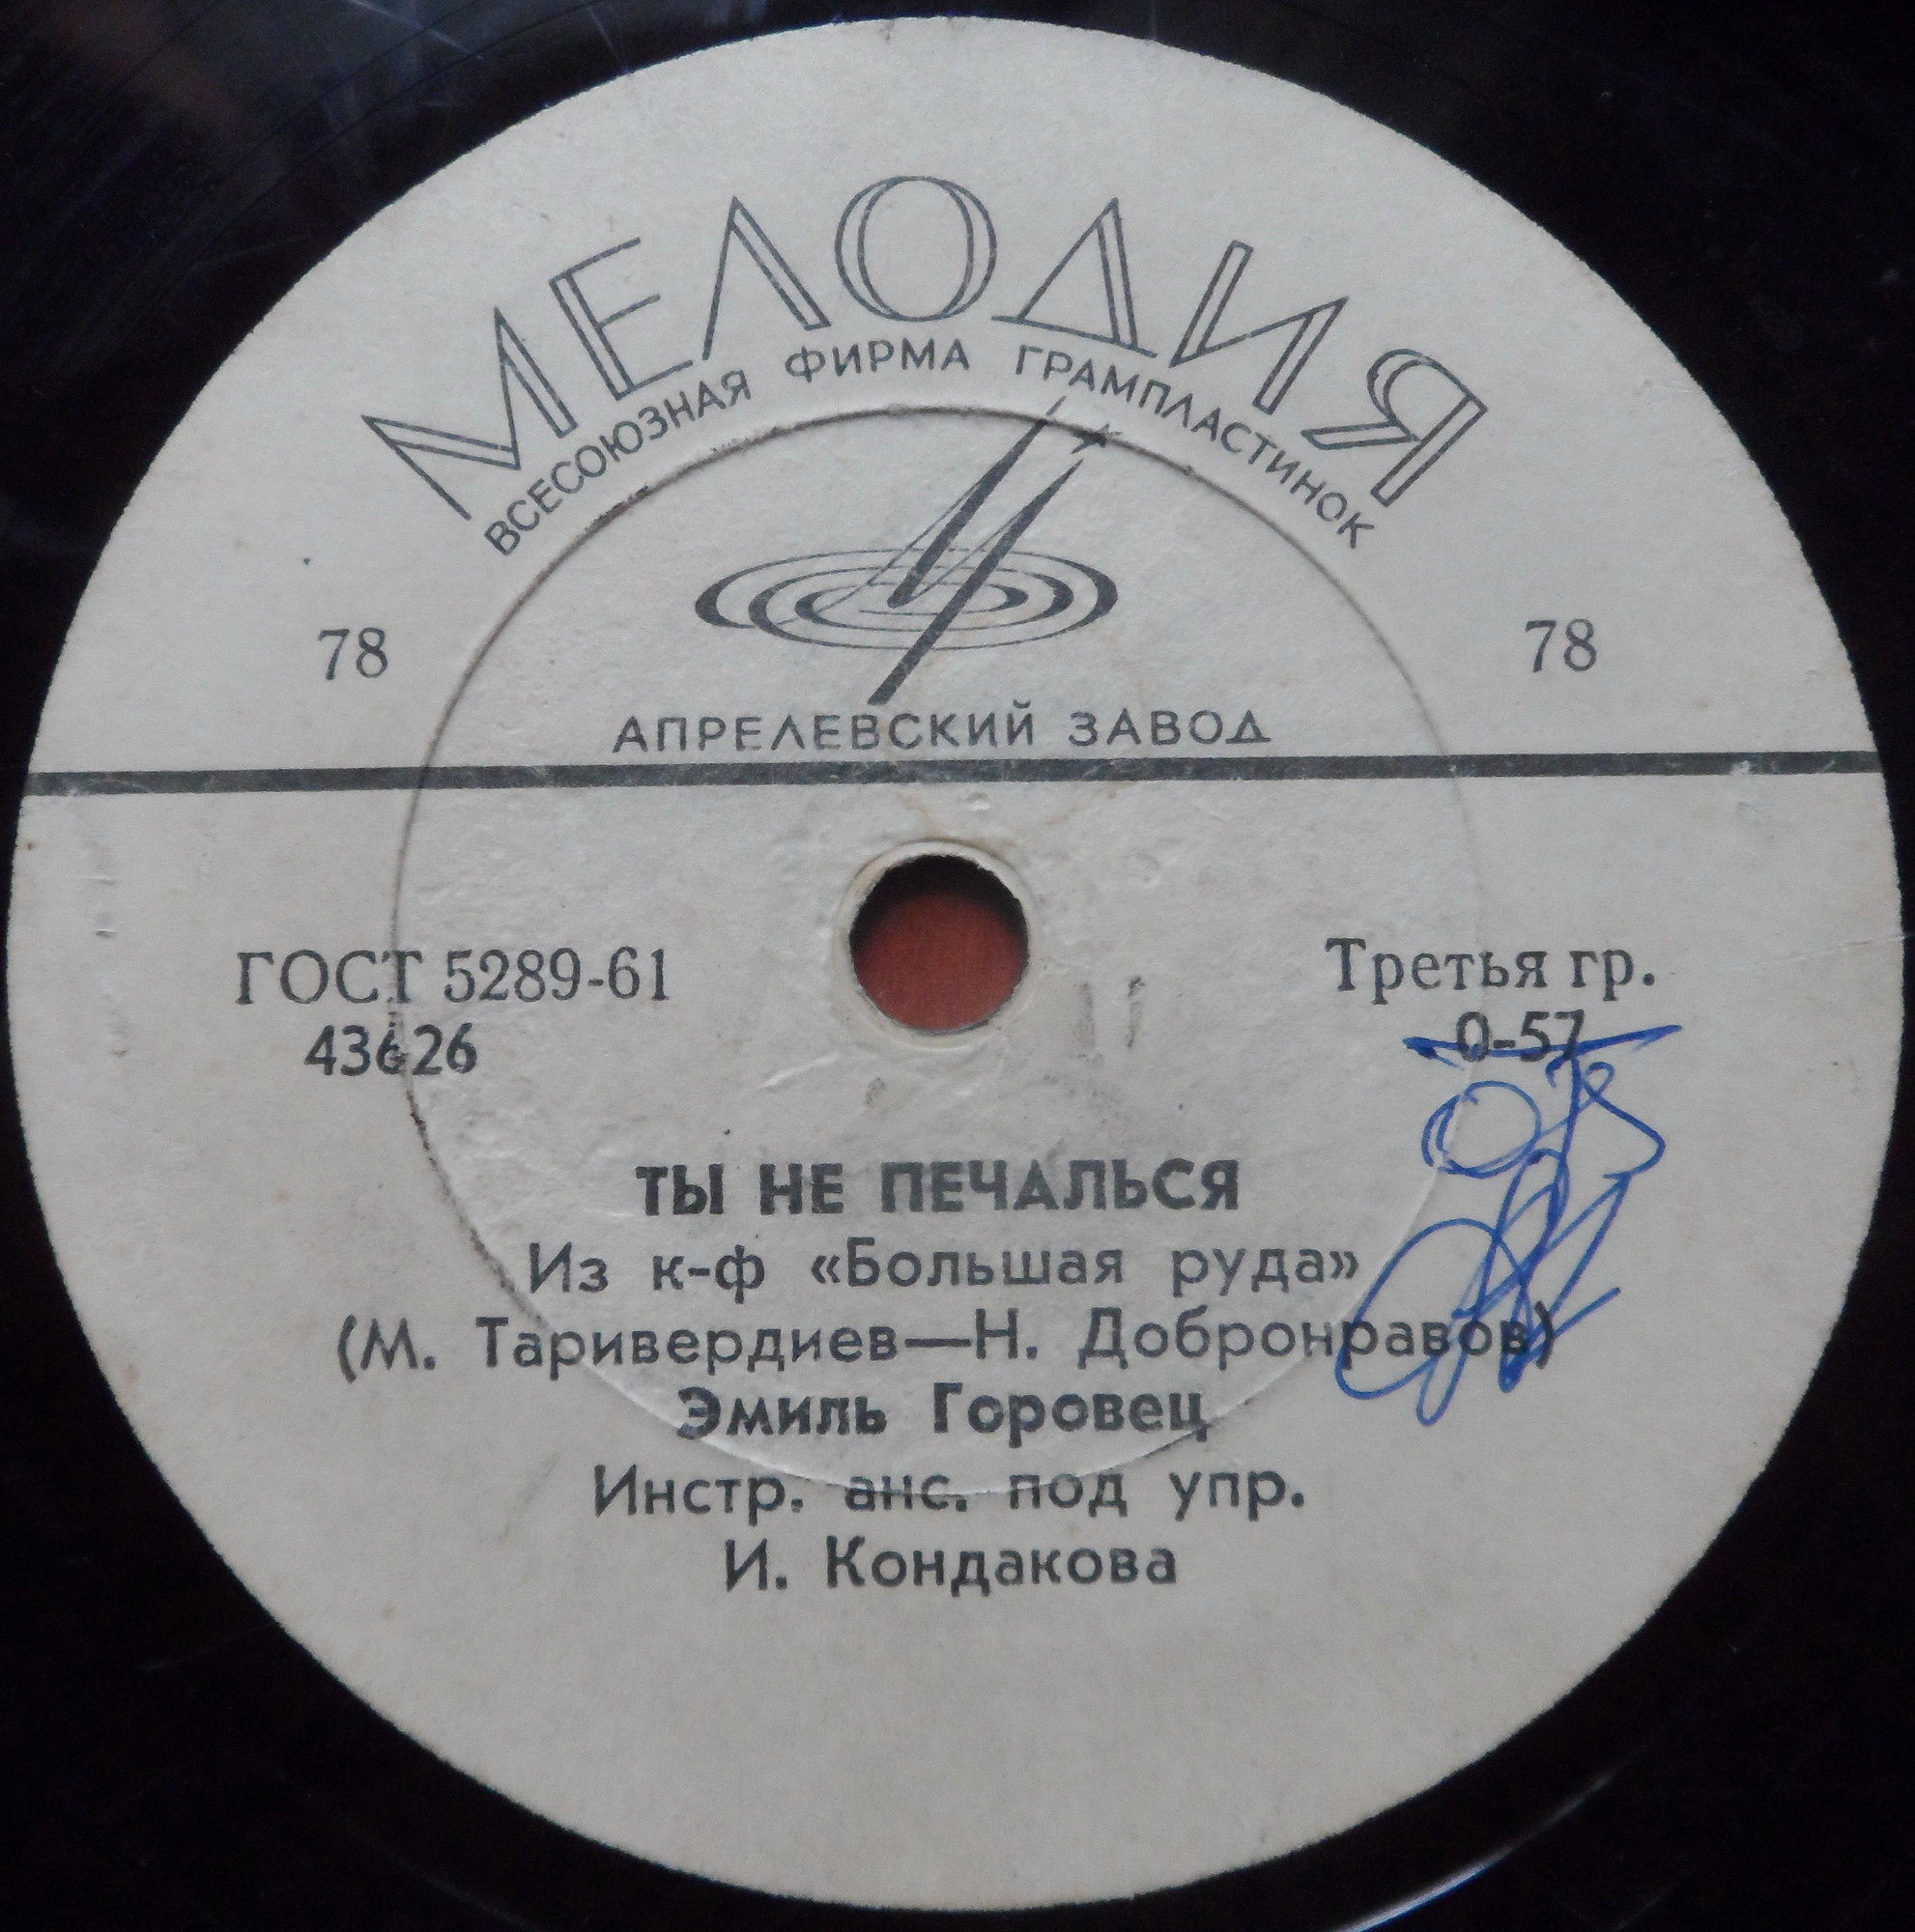 МЕЛОДИЯ
ВСЕСОЮЗНАЯ ФИРМА ГРАМПЛАСТИНОК
78
78
АПРЕЛЕВСКИЙ ЗАВОД
ГОСТ 5289-61
Третья гр.
43626
0-57
ТЫ НЕ ПЕЧАЛЬСЯ
Из к-ф «Большая руда»
(М. Таривердиев—Н. Добронравов)
Эмиль Горовец
Инстр. анс. под упр.
И. Кондакова